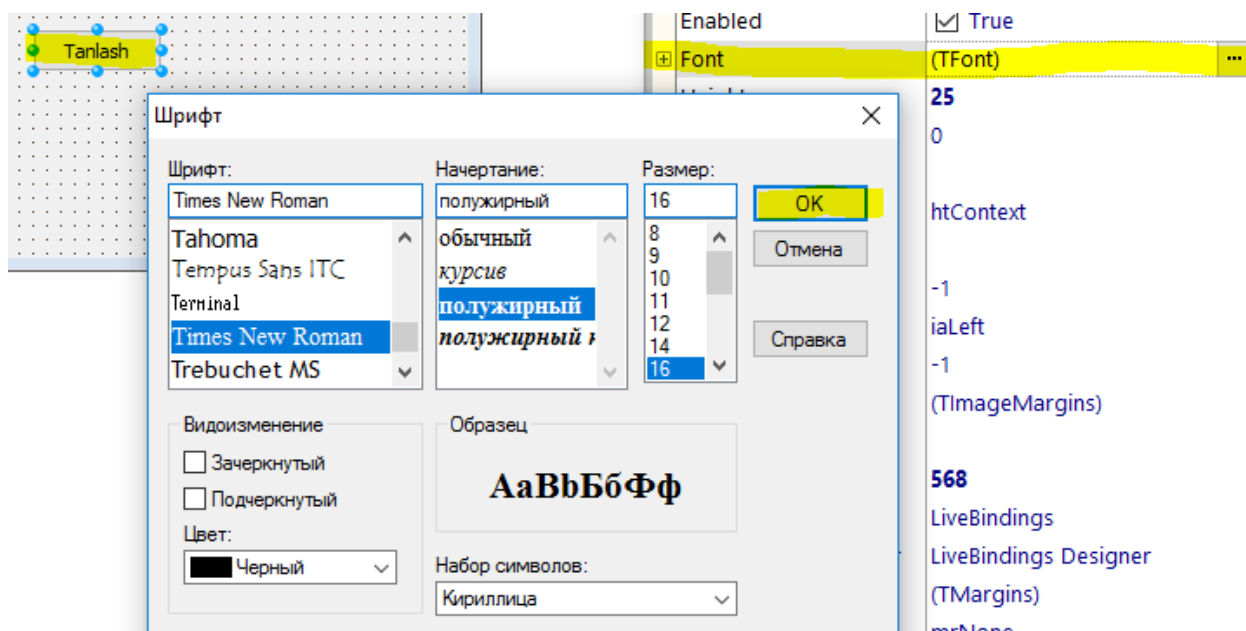 Tanlash
Enabled
True
Font
(TFont)
25
0
htContext
-1
iaLeft
-1
(TImageMargins)
568
LiveBindings
LiveBindings Designer
(TMargins)
mrNone
Шрифт
Шрифт:
Times New Roman
Tahoma
Tempus Sans ITC
Terminal
Times New Roman
Trebuchet MS
Начертание:
полужирный
обычный
курсив
полужирный
полужирный
Размер:
16
8
9
10
11
12
14
16
OK
Отмена
Справка
Видоизменение
Зачеркнутый
Подчеркнутый
Цвет:
Черный
Образец
АаВbБбФф
Набор символов:
Кириллица